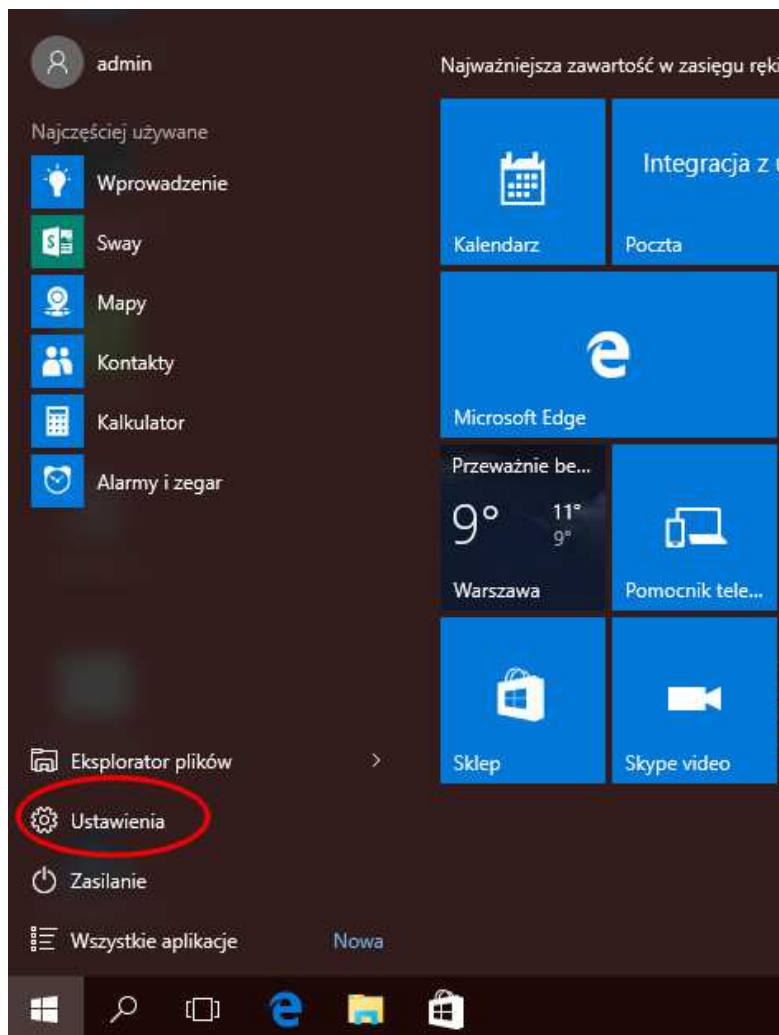 admin
Najczęściej używane
Wprowadzenie
Sway
Mapy
Kontakty
Kalkulator
Alarmy i zegar
Eksplorator plików
Ustawienia
Zasilanie
Wszystkie aplikacje Nowa
Najważniejsza zawartość w zasięgu ręki
Kalendarz
Integracja z
Poczta
Microsoft Edge
Przeważnie be...
9° 11°
9°
Warszawa
Pomocnik tele...
Sklep
Skype video